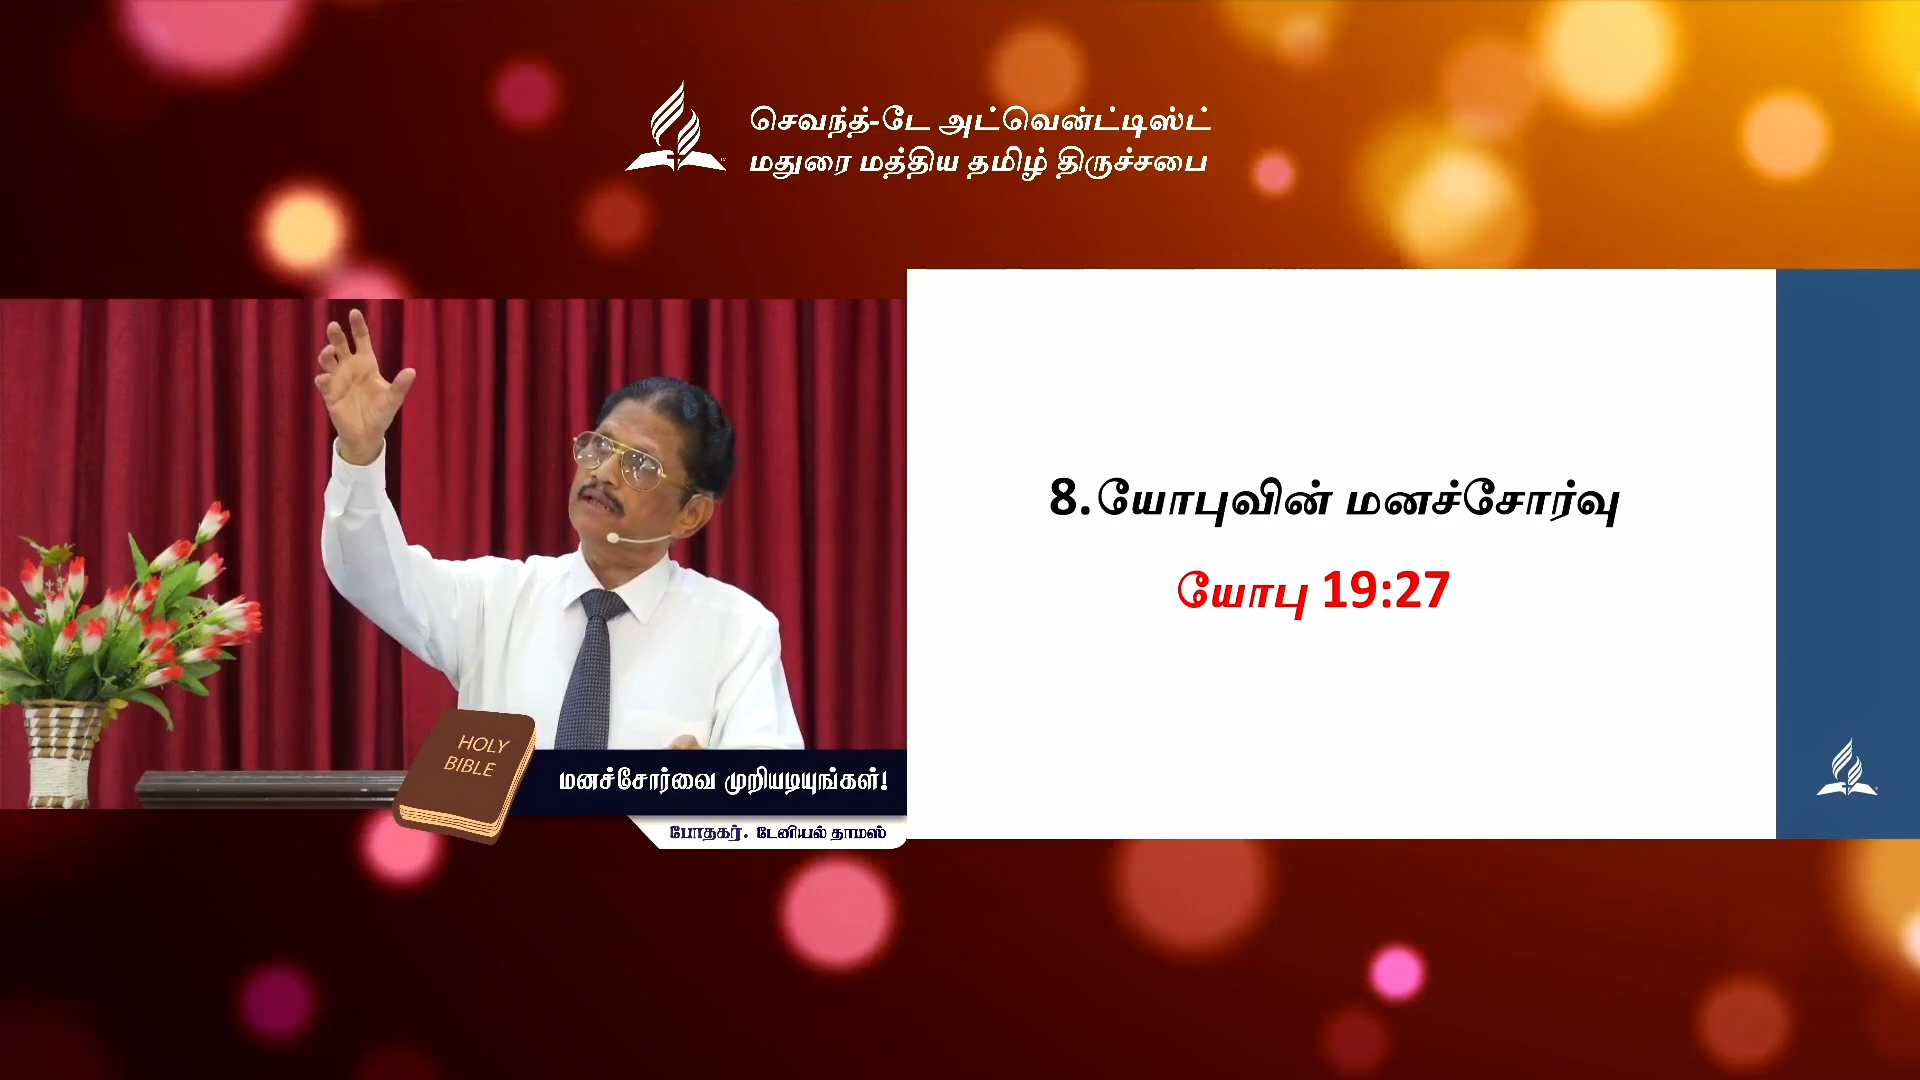 செவந்த்-டே அட்வென்ட்டிஸ்ட்
மதுரை மத்திய தமிழ் திருச்சபை
8.யோபுவின் மனச்சோர்வு
யோபு 19:27
HOLY
BIBLE
மனச்சோர்வை முறியடியுங்கள்!
போதகர். டேனியல் தாமஸ்